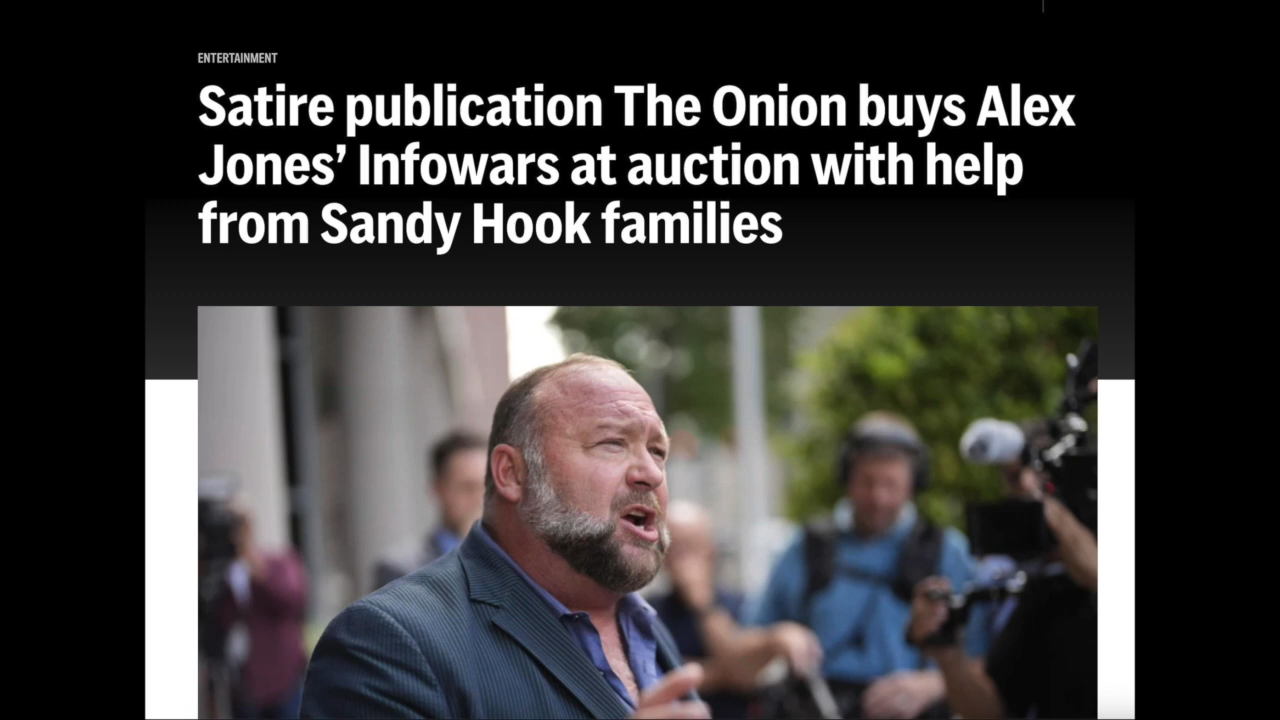 ENTERTAINMENT
Satire publication The Onion buys Alex
Jones’ Infowars at auction with help
from Sandy Hook families